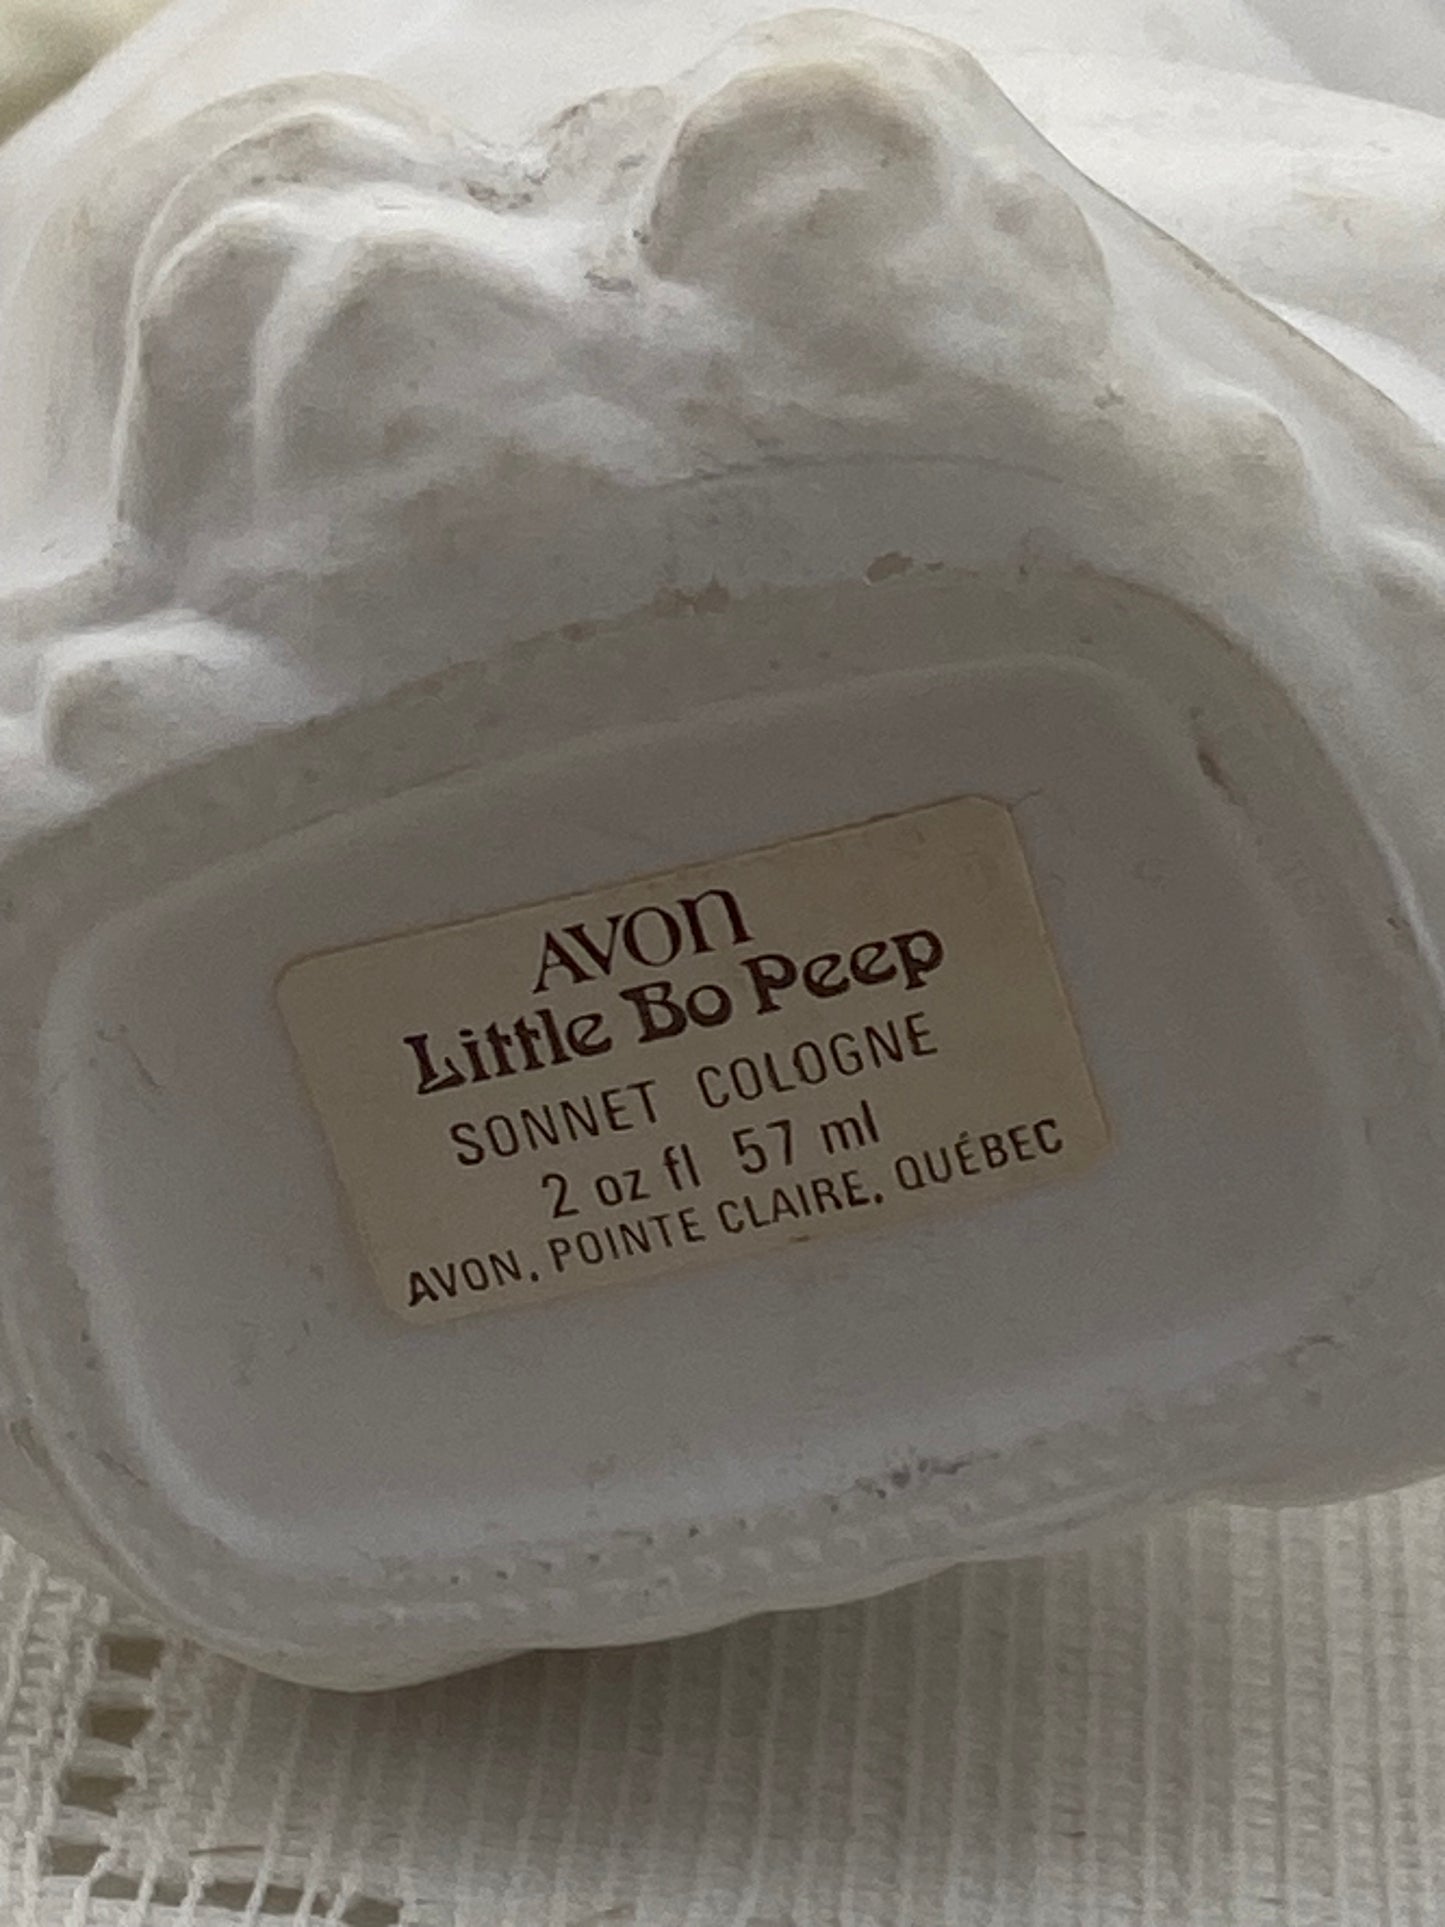 AVON
Little Bo Peep
SONNET COLOGNE
2 oz fl 57 ml
AVON, POINTE CLAIRE, QUÉBEC